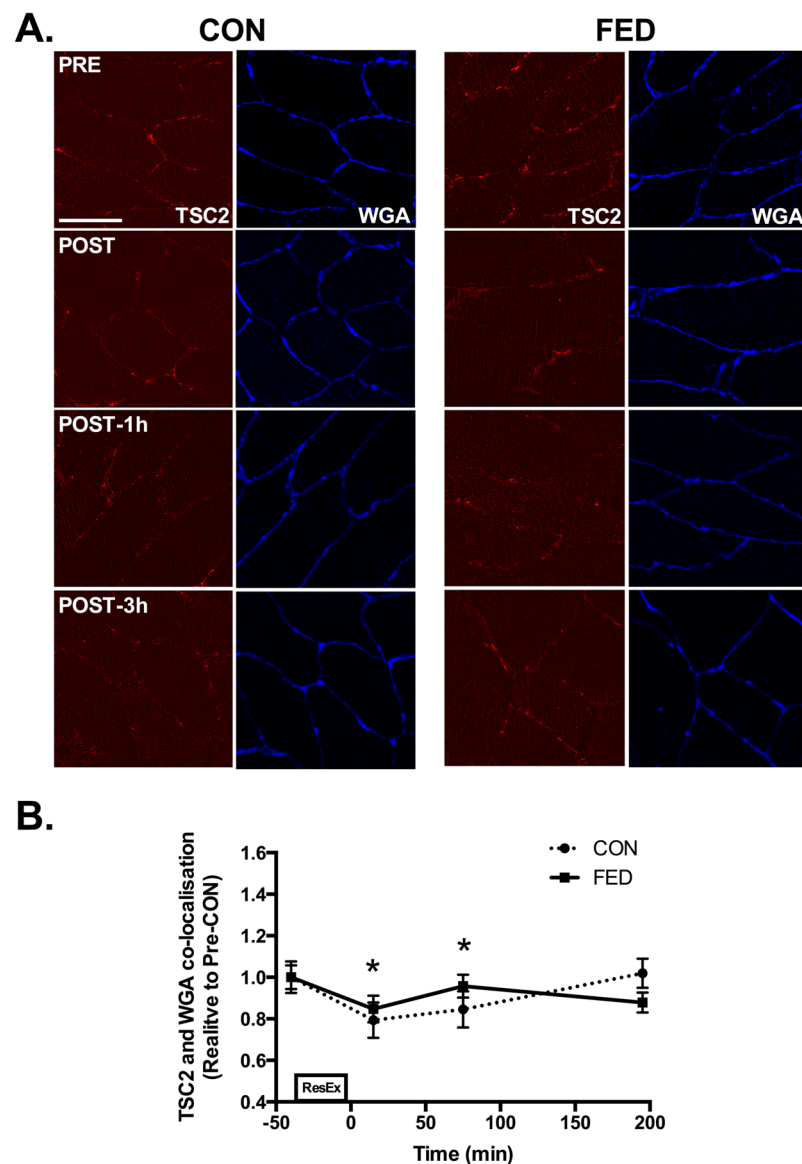 A.
CON
FED
PRE
TSC2
WGA
TSC2
WGA
POST
POST-1h
POST-3h
B.
TSC2 and WGA co-localisation
(Realitve to Pre-CON)
1.6
1.4
1.2
1.0
0.8
0.6
0.4
CON
FED
*
*
ResEx
-50
0
50
100
150
200
Time (min)